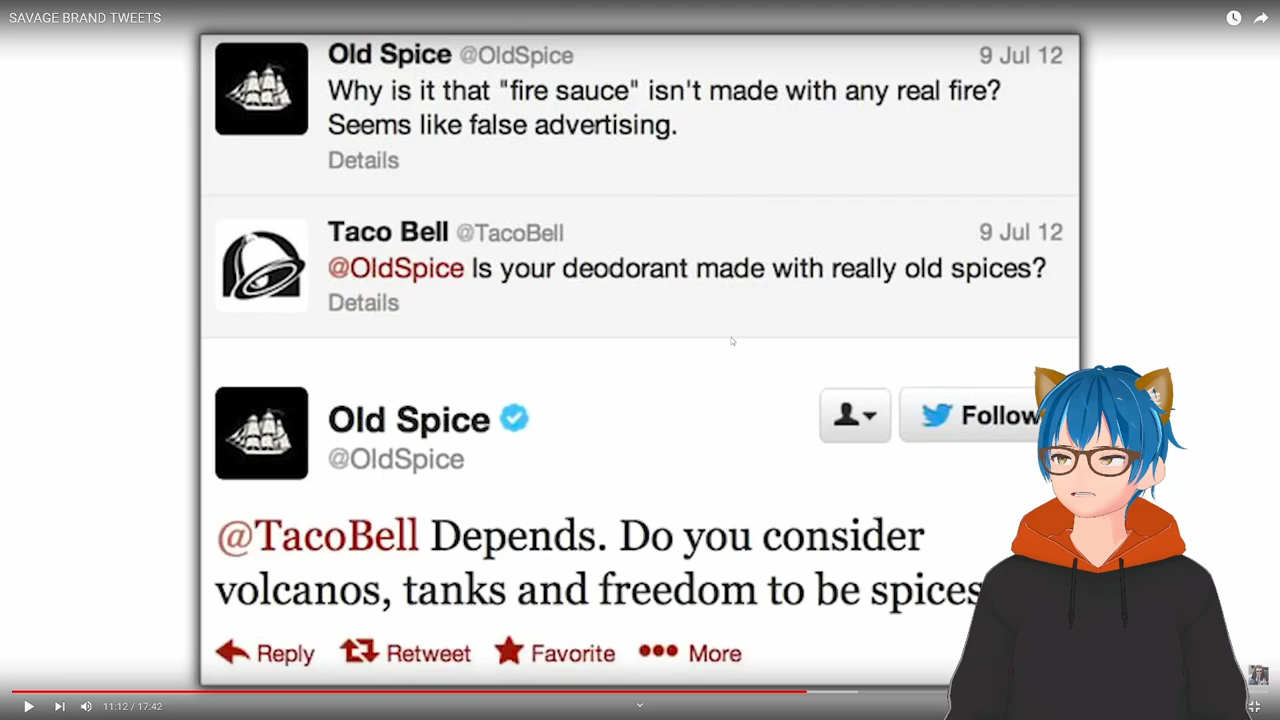 SAVAGE BRAND TWEETS
Old Spice @OldSpice 9 Jul 12
Why is it that "fire sauce" isn't made with any real fire?
Seems like false advertising.
Details
Taco Bell @TacoBell 9 Jul 12
@OldSpice Is your deodorant made with really old spices?
Details
Old Spice
@OldSpice
Follow
@TacoBell Depends. Do you consider
volcanos, tanks and freedom to be spices
Reply Retweet Favorite More
11:12 / 17:42